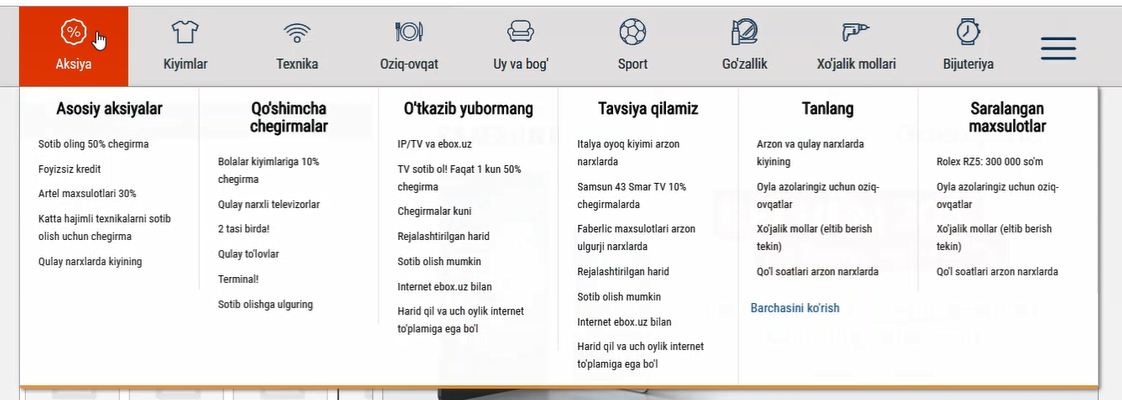 Aksiya
Kiyimlar
Texnika
Oziq-ovqat
Uy va bog'
Sport
Go'zallik
Xo'jalik mollari
Bijuteriya
Asosiy aksiyalar
Sotib oling 50% chegirma
Foyizsiz kredit
Artel maxsulotlari 30%
Katta hajimli texnikalarni sotib
olish uchun chegirma
Qulay narxlarda kiyining
Qo'shimcha
chegirmalar
Bolalar kiyimlariga 10%
chegirma
Qulay narxli televizorlar
2 tasi birda!
Qulay to'lovlar
Terminal!
Sotib olishga ulguring
O'tkazib yubormang
IP/TV va ebox.uz
TV sotib ol! Faqat 1 kun 50%
chegirma
Chegirmalar kuni
Rejalashtirilgan harid
Sotib olish mumkin
Internet ebox.uz bilan
Harid qil va uch oylik internet
to'plamiga ega bo'l
Tavsiya qilamiz
Italya oyoq kiyimi arzon
narxlarda
Samsun 43 Smar TV 10%
chegirmalarda
Faberlic maxsulotlari arzon
ulgurji narxlarda
Rejalashtirilgan harid
Sotib olish mumkin
Internet ebox.uz bilan
Harid qil va uch oylik internet
to'plamiga ega bo'l
Tanlang
Arzon va qulay narxlarda
kiyining
Oyla azolaringiz uchun oziq-
ovqatlar
Xo'jalik mollar (eltib berish
tekin)
Qo'l soatlari arzon narxlarda
Barchasini ko'rish
Saralangan
maxsulotlar
Rolex RZ5: 300 000 so'm
Oyla azolaringiz uchun oziq-
ovqatlar
Xo'jalik mollar (eltib berish
tekin)
Qo'l soatlari arzon narxlarda